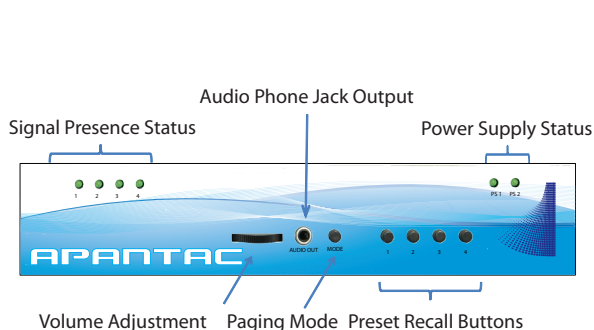 Audio Phone Jack Output
Signal Presence Status
Power Supply Status
1 2 3 4
PS 1 PS 2
APANTAC
AUDIO OUT MODE
1 2 3 4
Volume Adjustment Paging Mode Preset Recall Buttons